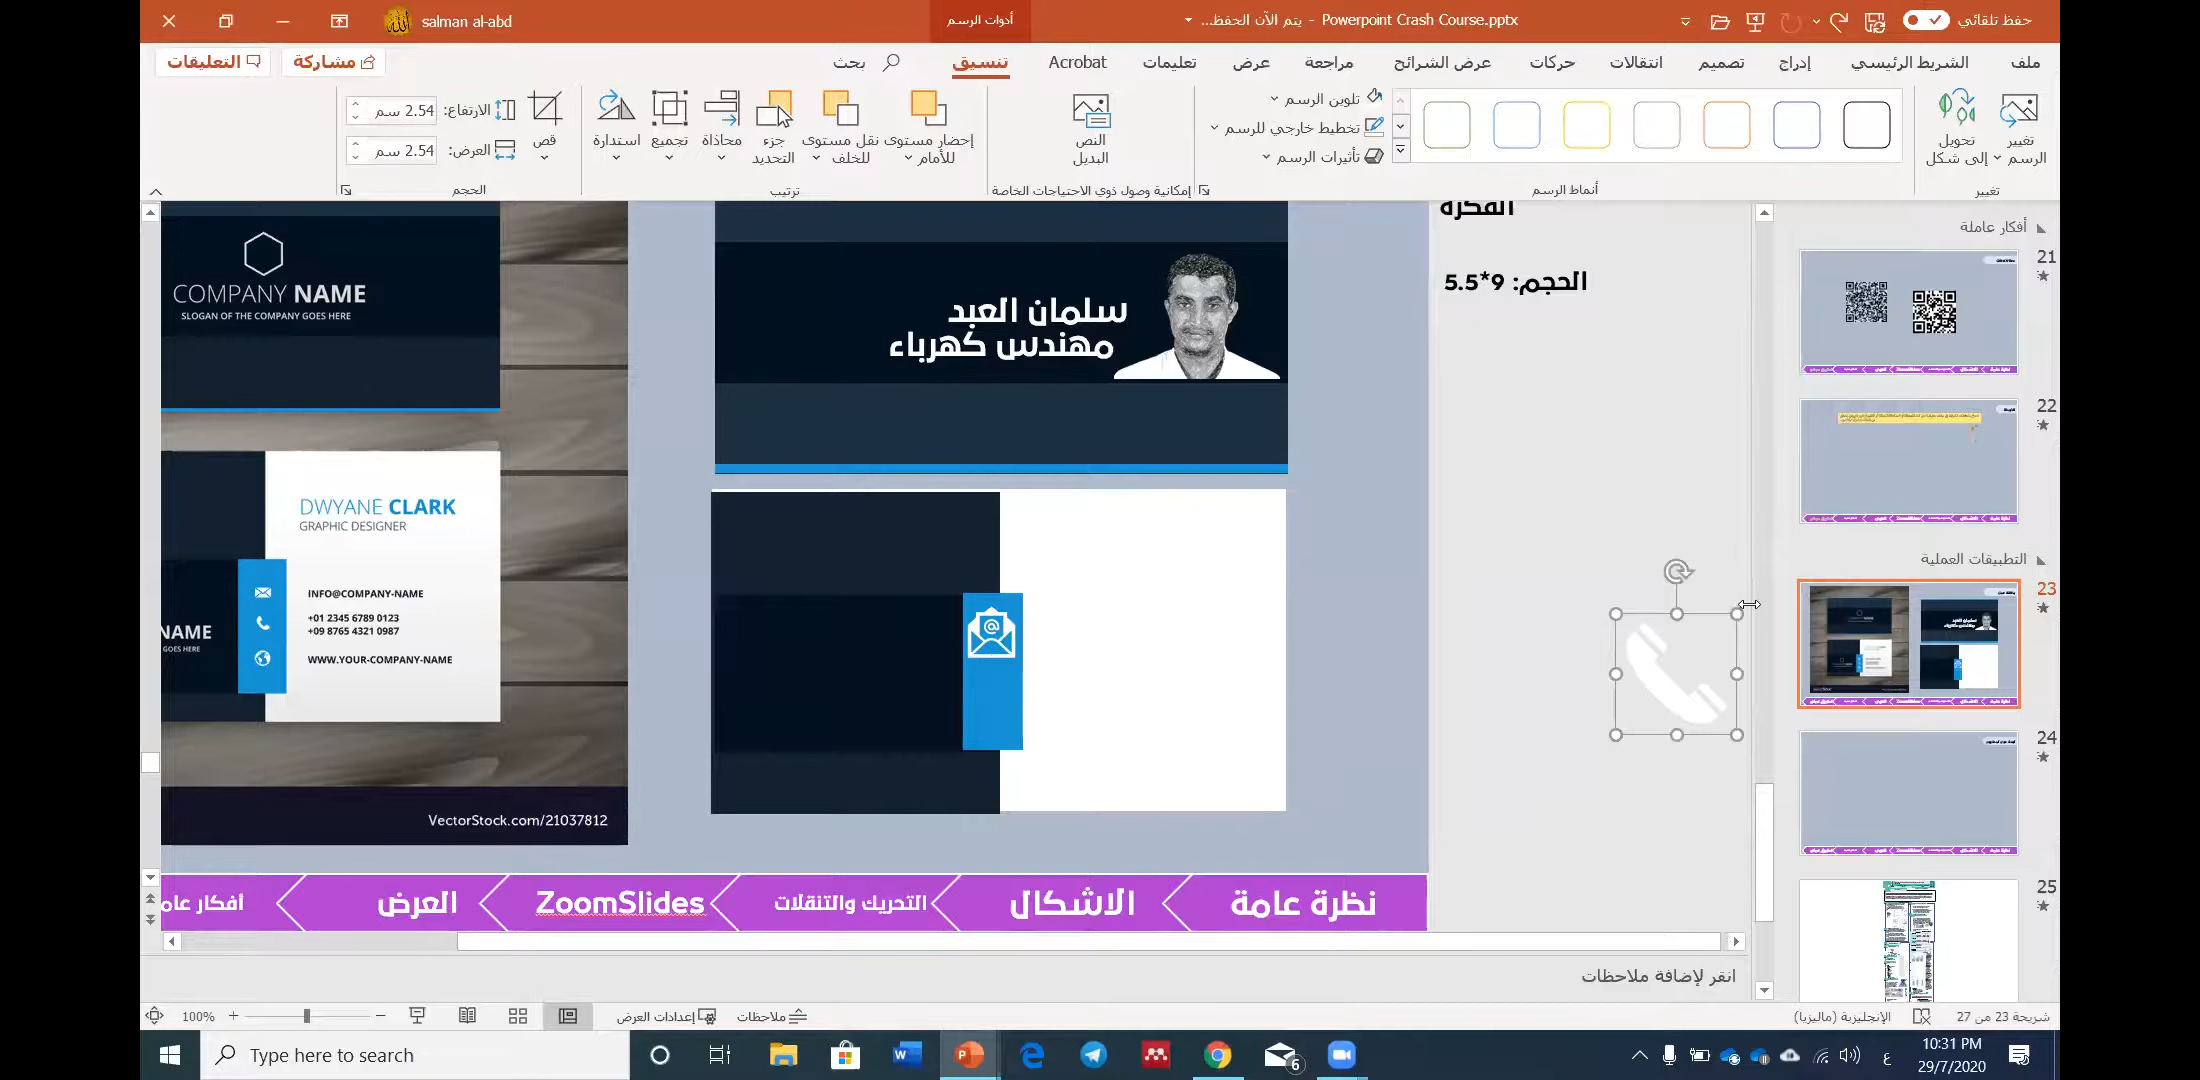 حفظ تلقائي
Powerpoint Crash Course.pptx - يتم الآن الحفظ...
أدوات الرسم
salman al-abd
ملف
الشريط الرئيسي
إدراج
تصميم
انتقالات
حركات
عرض الشرائح
مراجعة
عرض
تعليمات
Acrobat
تنسيق
بحث
مشاركة
التعليقات
تغيير الرسم
تحويل إلى شكل
تغيير
تلوين الرسم
تخطيط خارجي للرسم
تأثيرات الرسم
أنماط الرسم
النص البديل
إمكانية وصول ذوي الاحتياجات الخاصة
إحضار مستوى للأمام
نقل مستوى للخلف
جزء التحديد
محاذاة
تجميع
استدارة
ترتيب
قص
الارتفاع: 2.54 سم
العرض: 2.54 سم
الحجم
الفكرة
الحجم: 9*5.5
COMPANY NAME
SLOGAN OF THE COMPANY GOES HERE
سلمان العبد
مهندس كهرباء
DWYANE CLARK
GRAPHIC DESIGNER
INFO@COMPANY-NAME
+01 2345 6789 0123
+09 8765 4321 0987
WWW.YOUR-COMPANY-NAME
NAME
GOES HERE
@
VectorStock.com/21037812
نظرة عامة
الاشكال
التحريك والتنقلات
ZoomSlides
العرض
أفكار عام
أفكار عاملة
21
22
التطبيقات العملية
23
سلمان العبد
مهندس كهرباء
24
25
انقر لإضافة ملاحظات
شريحة 23 من 27
الإنجليزية (ماليزيا)
ملاحظات
إعدادات العرض
100%
Type here to search
6
ع
10:31 PM
29/7/2020